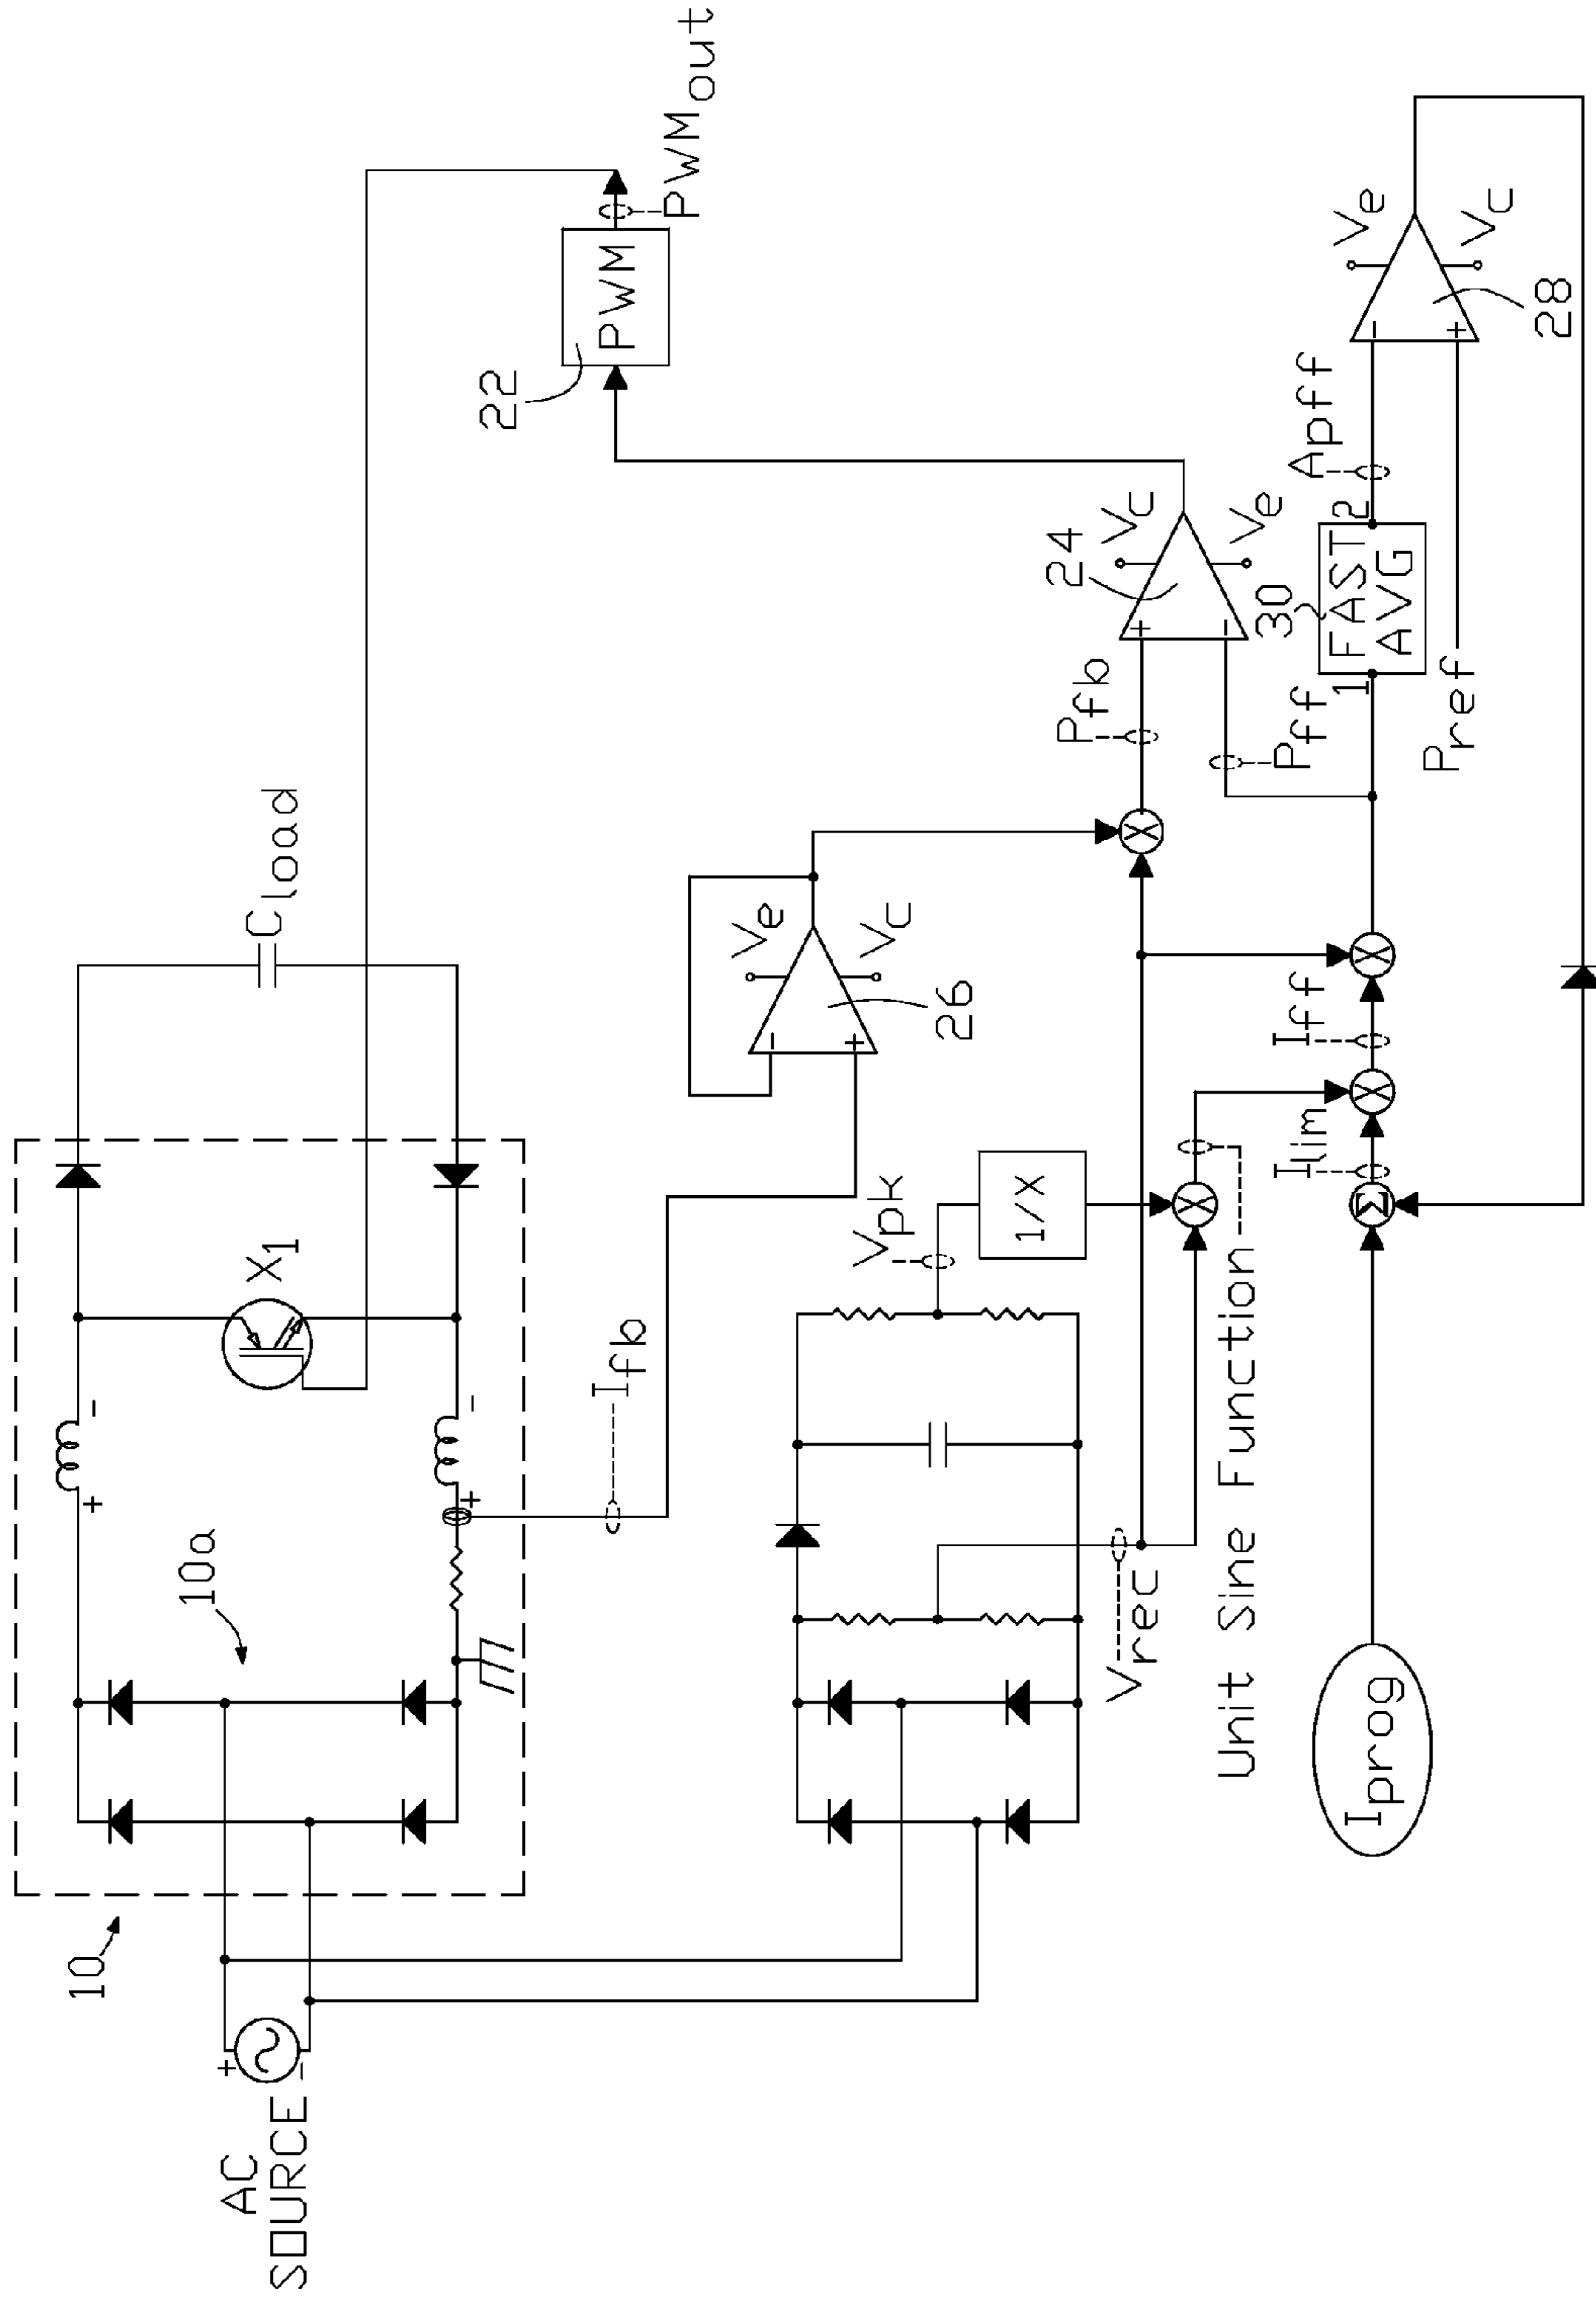 10
10a
AC
SOURCE
+
-
+
-
+
-
X1
Cload
Ifb
22
PWM
PWMout
Vpk
1/X
Vrec
Unit Sine Function
26
-
+
Ve
Vc
Pfb
Pff
24
+
-
Vc
Ve
Iprog
Σ
Ilim
X
Iff
X
X
X
X
30
1
FAST
AVG
2
Apff
Pref
-
+
Ve
Vc
28